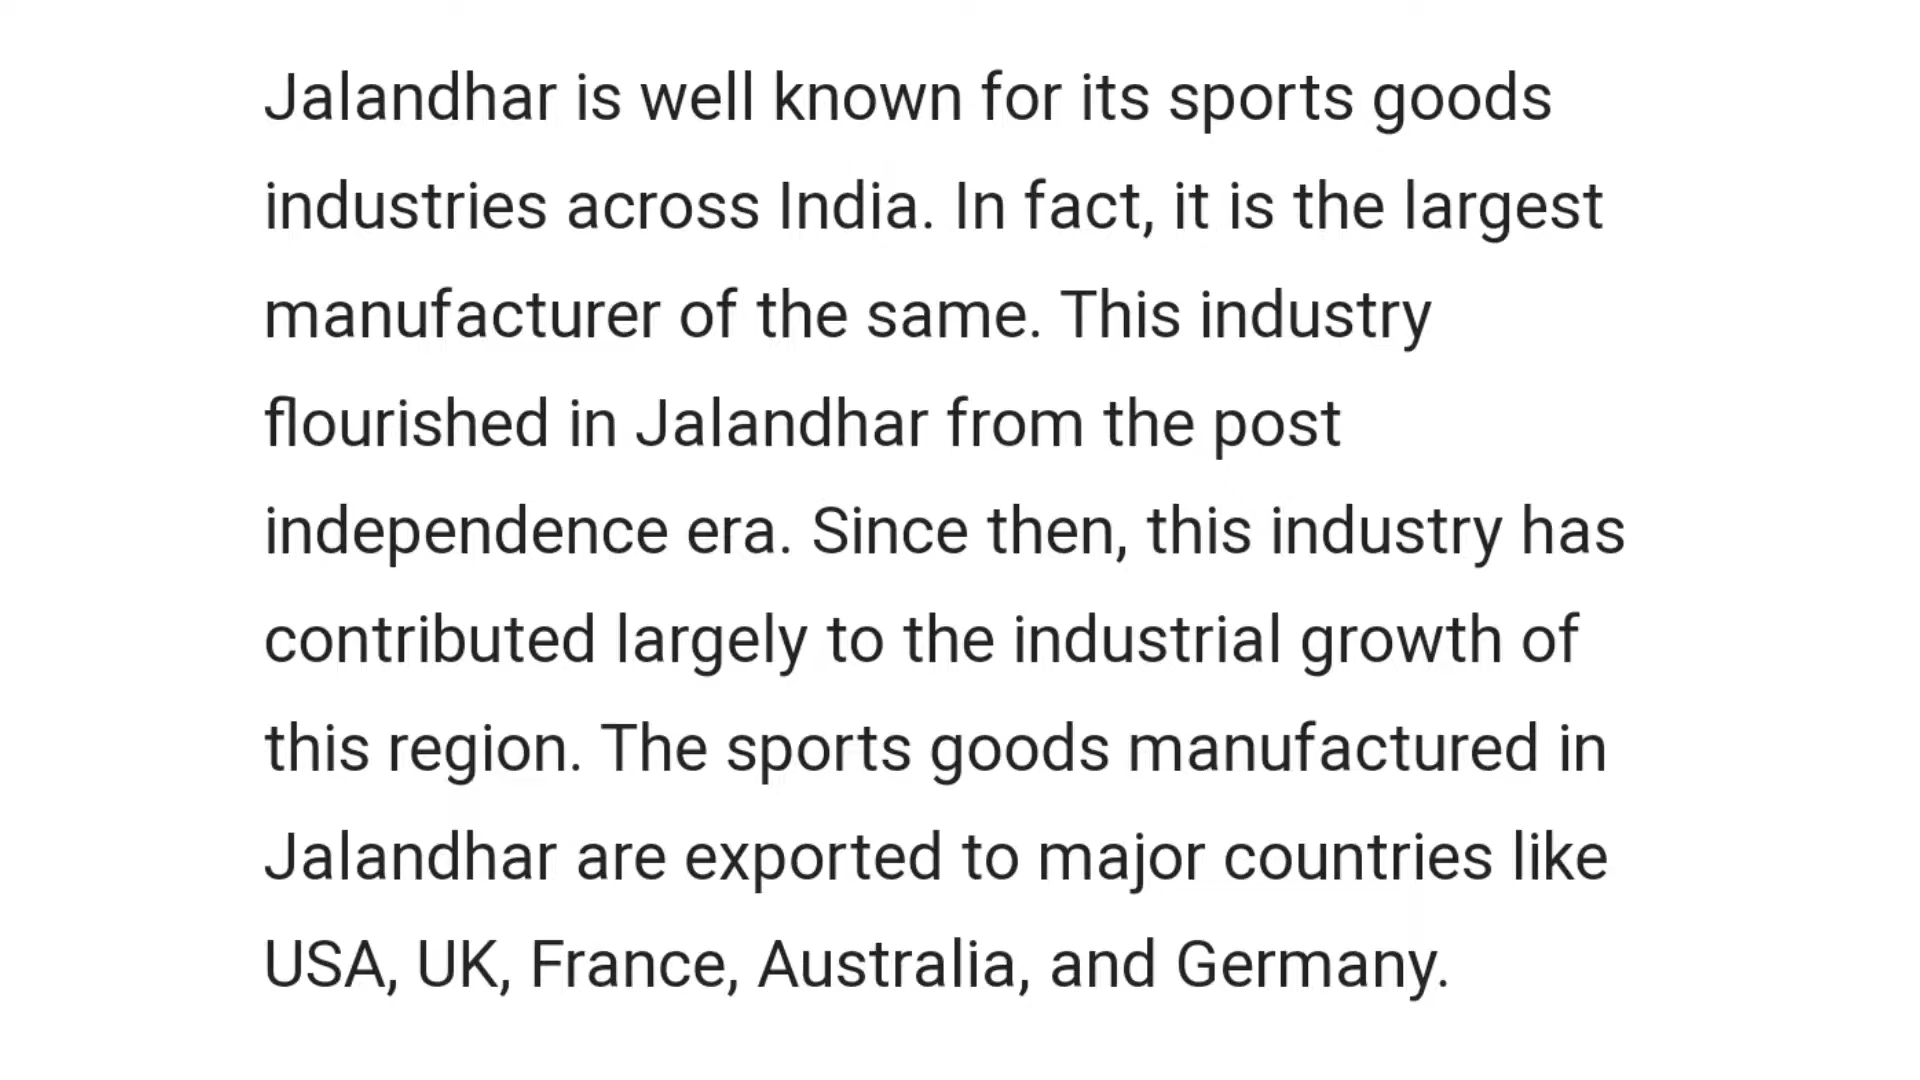 Jalandhar is well known for its sports goods
industries across India. In fact, it is the largest
manufacturer of the same. This industry
flourished in Jalandhar from the post
independence era. Since then, this industry has
contributed largely to the industrial growth of
this region. The sports goods manufactured in
Jalandhar are exported to major countries like
USA, UK, France, Australia, and Germany.